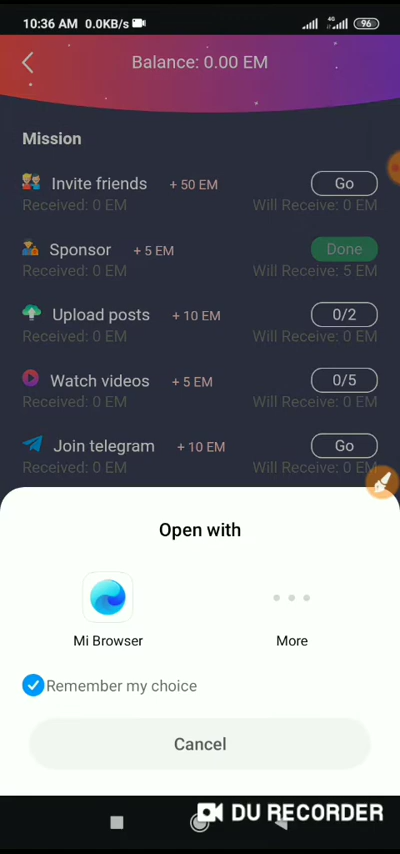 10:36 AM 0.0KB/s 4G 96
Balance: 0.00 EM
Mission
Invite friends + 50 EM Go
Received: 0 EM Will Receive: 0 EM
Sponsor + 5 EM Done
Received: 0 EM Will Receive: 5 EM
Upload posts + 10 EM 0/2
Received: 0 EM Will Receive: 0 EM
Watch videos + 5 EM 0/5
Received: 0 EM Will Receive: 0 EM
Join telegram + 10 EM Go
Received: 0 EM Will Receive: 0 EM
Open with
Mi Browser More
Remember my choice
Cancel
DU RECORDER